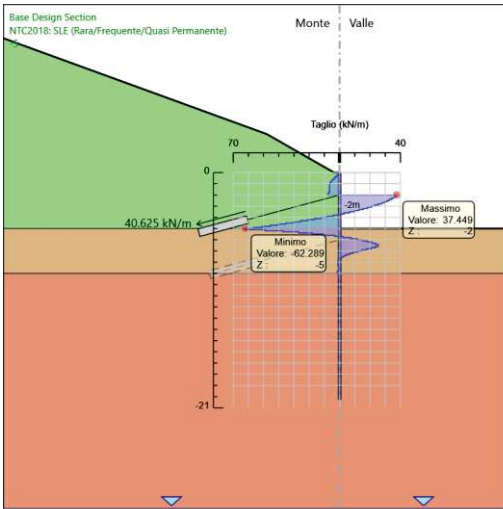 Base Design Section
NTC2018: SLE (Rara/Frequente/Quasi Permanente)
Monte Valle
Taglio (kN/m)
70 40
0
-2m
40.625 kN/m
Massimo
Valore: 37.449
Z : -2
Minimo
Valore: -62.289
Z : -5
-21